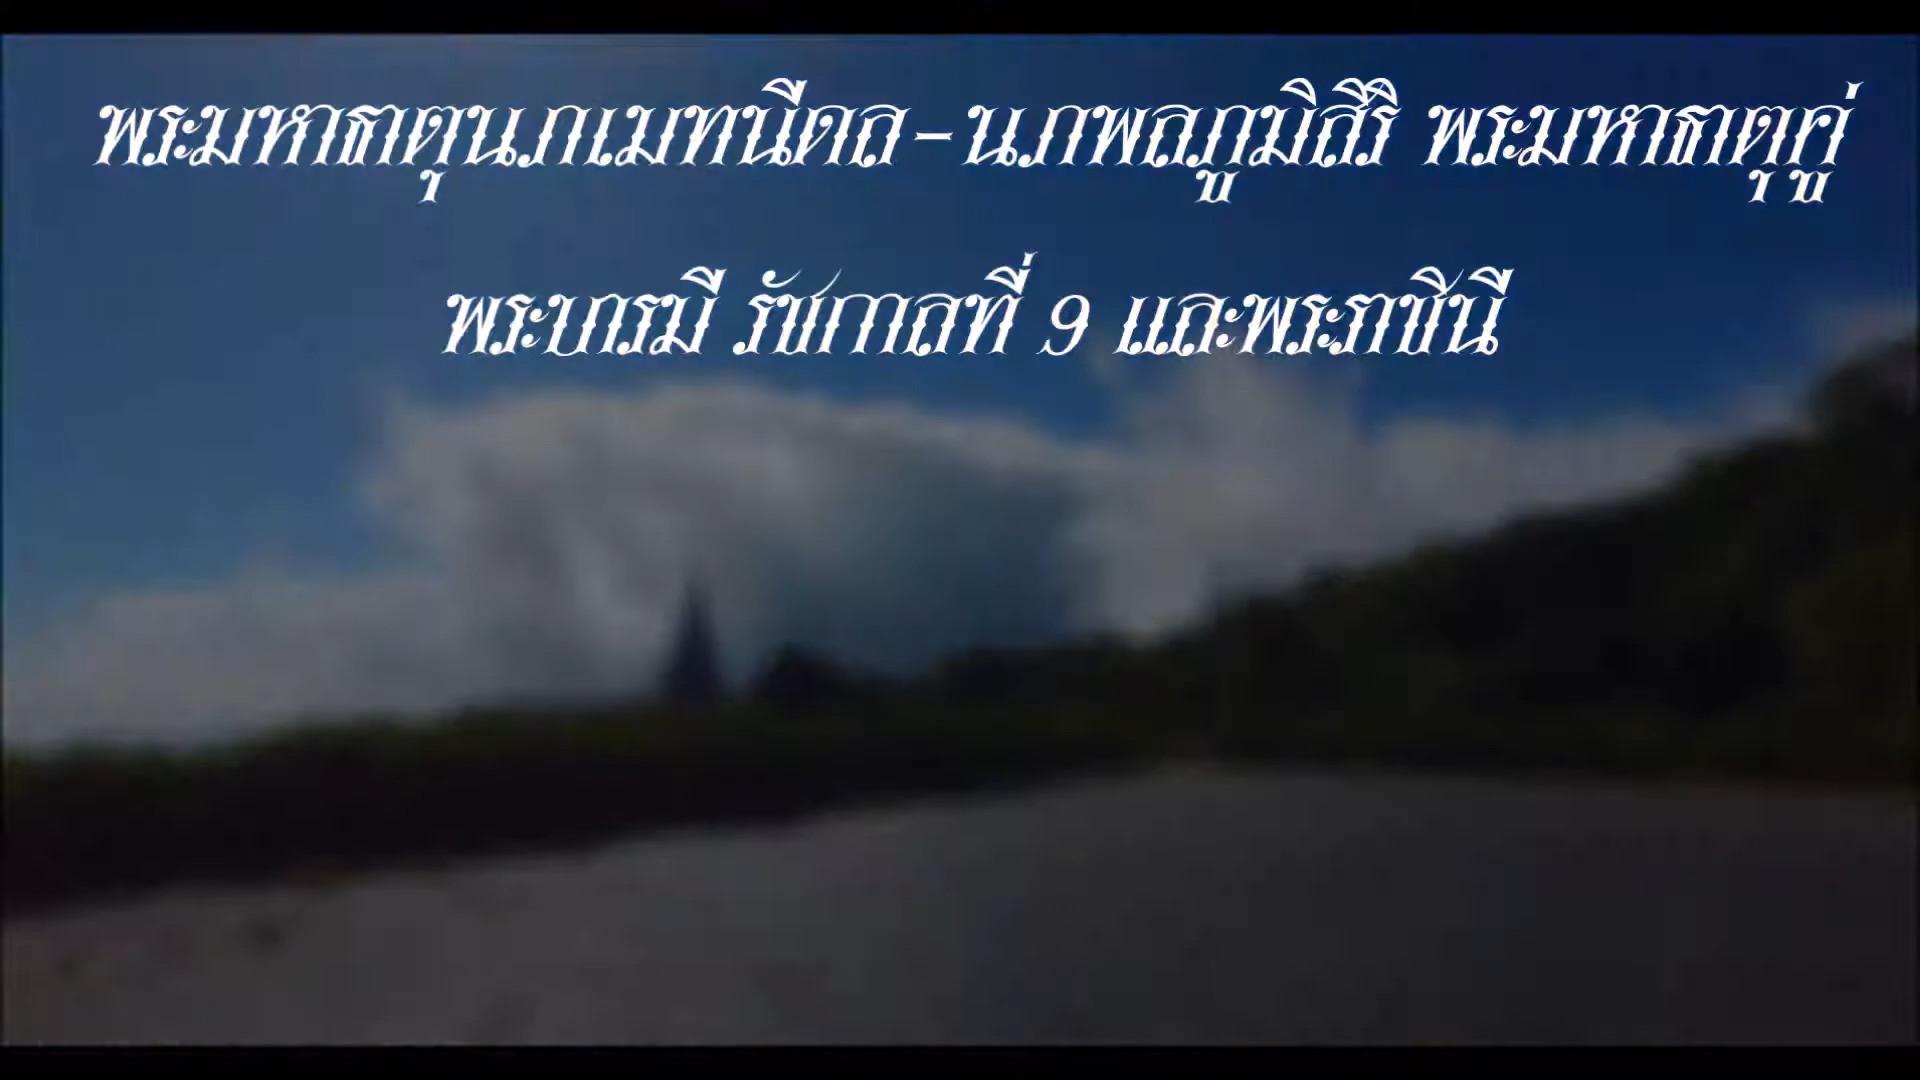 พระมหาธาตุนภเมทนีดล-นภพลภูมิสิริ พระมหาธาตุคู่
พระบารมี รัชกาลที่ 9 และพระราชินี